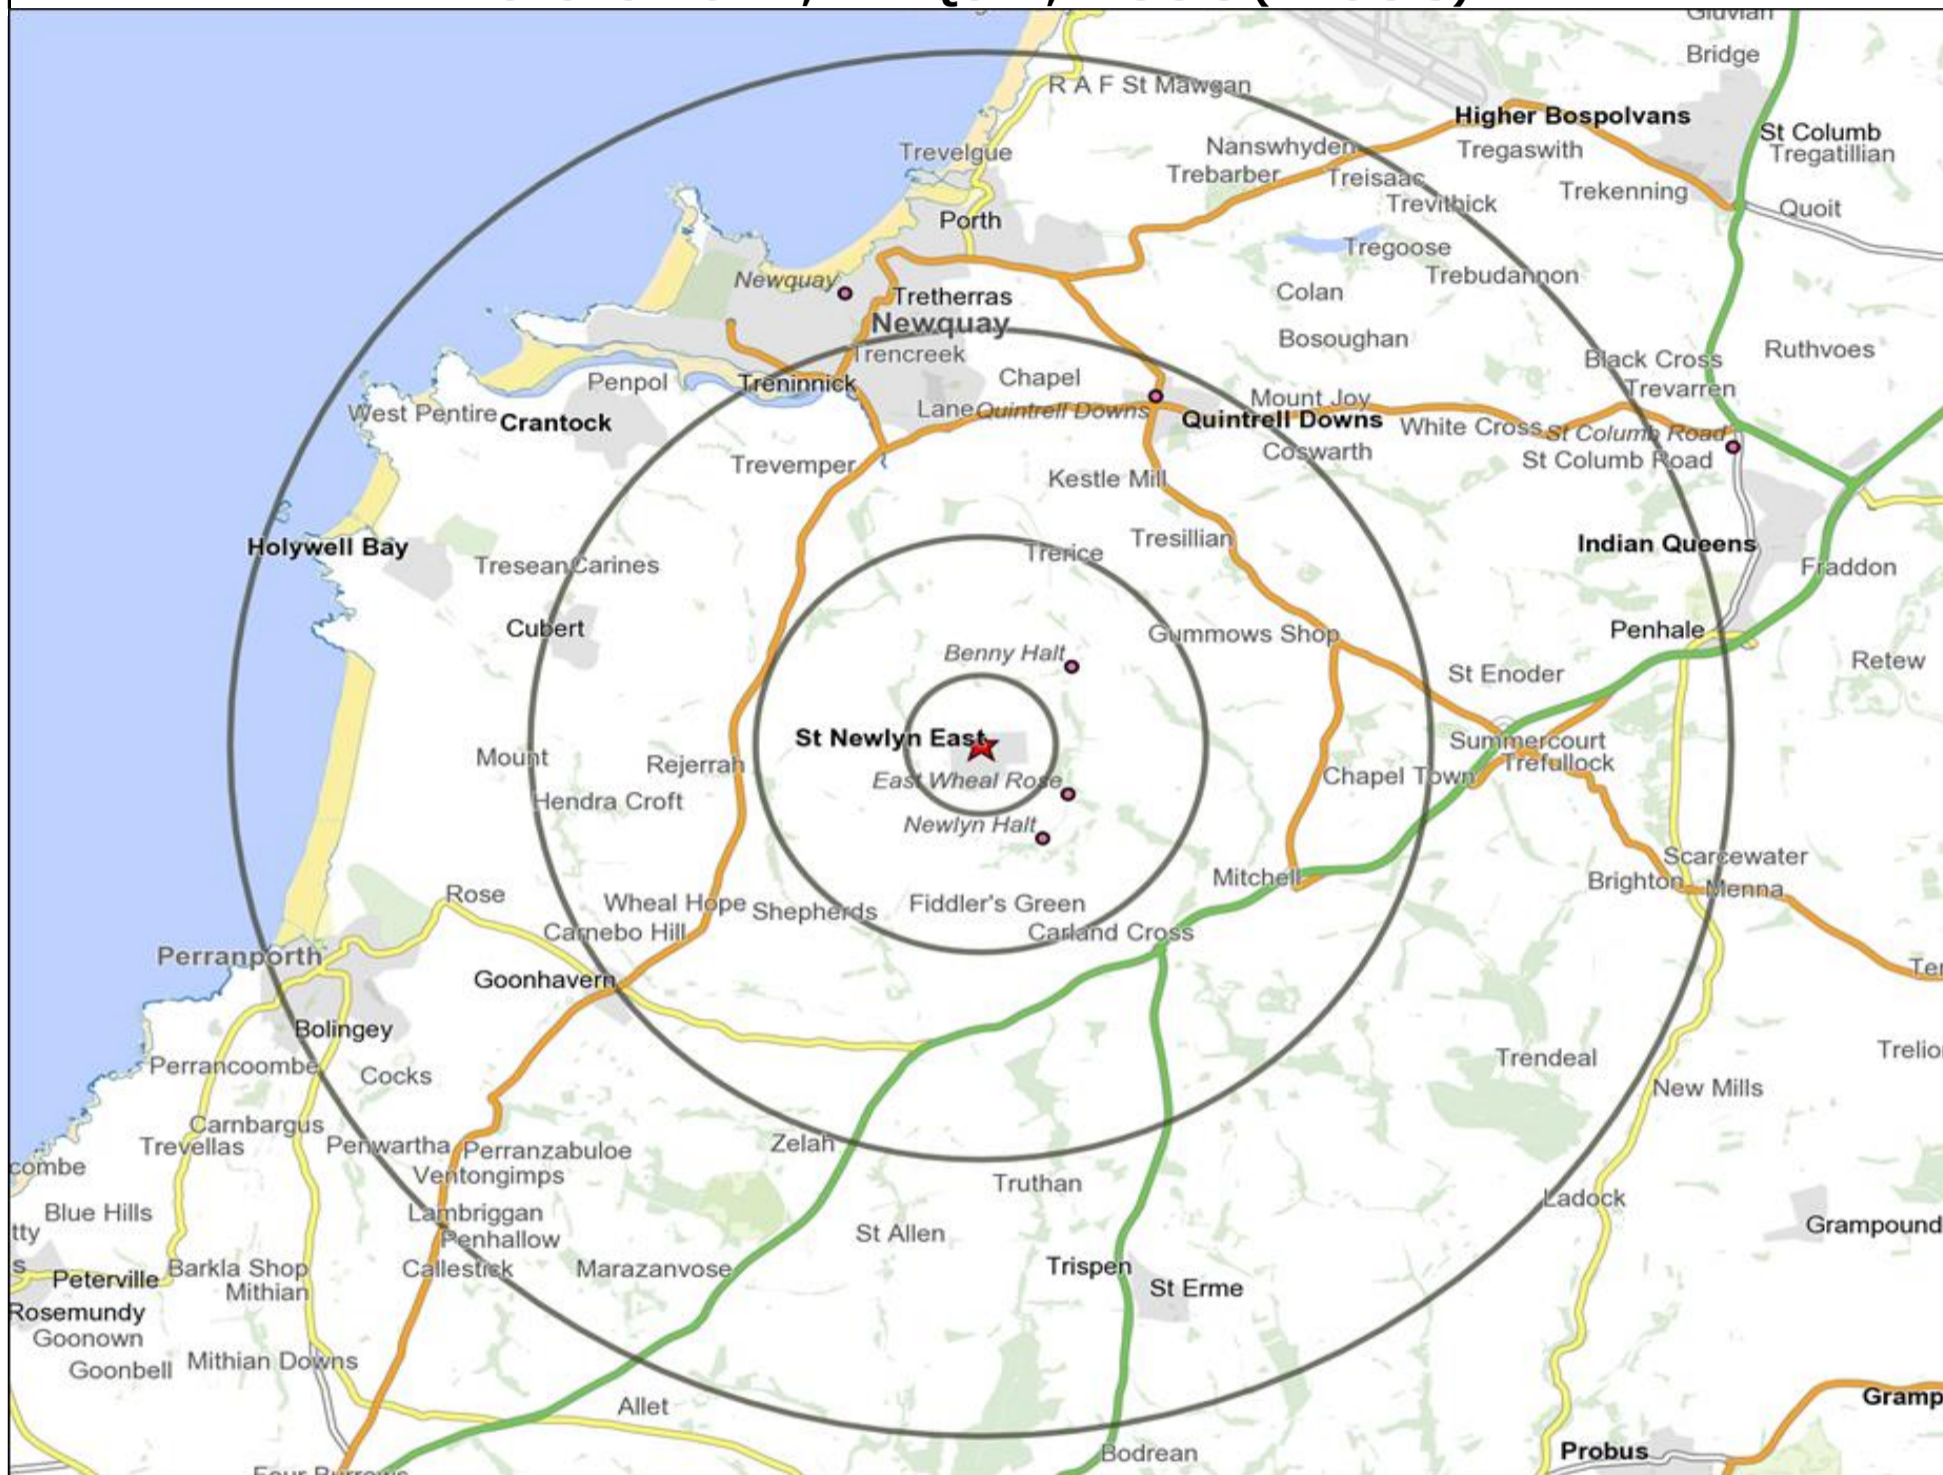 Bridge
R A F St Mawgan
Higher Bospolvans
St Columb
Tregatillian
Nanswhyden
Tregaswith
Trevelgue
Trebarber
Treisaac
Trekenning
Trevithick
Quoit
Porth
Tregoose
Newquay
Trebudannon
Tretherras
Colan
Newquay
Bosoughan
Trencreek
Black Cross
Ruthvoes
Penpol
Treninnick
Chapel
Lane
Trevarren
West Pentire
Crantock
Quintrell Downs
Mount Joy
Quintrell Downs
White Cross
St Columb Road
Coswarth
St Columb Road
Trevemper
Kestle Mill
Holywell Bay
Tresillian
Indian Queens
Trerice
Tresean
Carines
Fraddon
Cubert
Gummows Shop
Penhale
Benny Halt
Retew
St Enoder
St Newlyn East
Summercourt
Mount
Rejerrah
Trefullock
Chapel Town
East Wheal Rose
Hendra Croft
Newlyn Halt
Scarcewater
Mitchell
Brighton
Menna
Rose
Wheal Hope
Shepherds
Fiddler's Green
Carnebo Hill
Carland Cross
Perranporth
Ter
Goonhavern
Bolingey
Trelio
Perrancoombe
Cocks
Trendeal
New Mills
Carnbargus
Trevellas
Penwartha
Perranzabuloe
Zelah
combe
Ventongimps
Truthan
Ladock
Blue Hills
Lambriggan
Grampound
tty
Penhallow
St Allen
s
Peterville
Barkla Shop
Callestick
Marazanvose
Trispen
Mithian
St Erme
Rosemundy
Goonown
Goonbell
Mithian Downs
Allet
Gramp
Bodrean
Probus